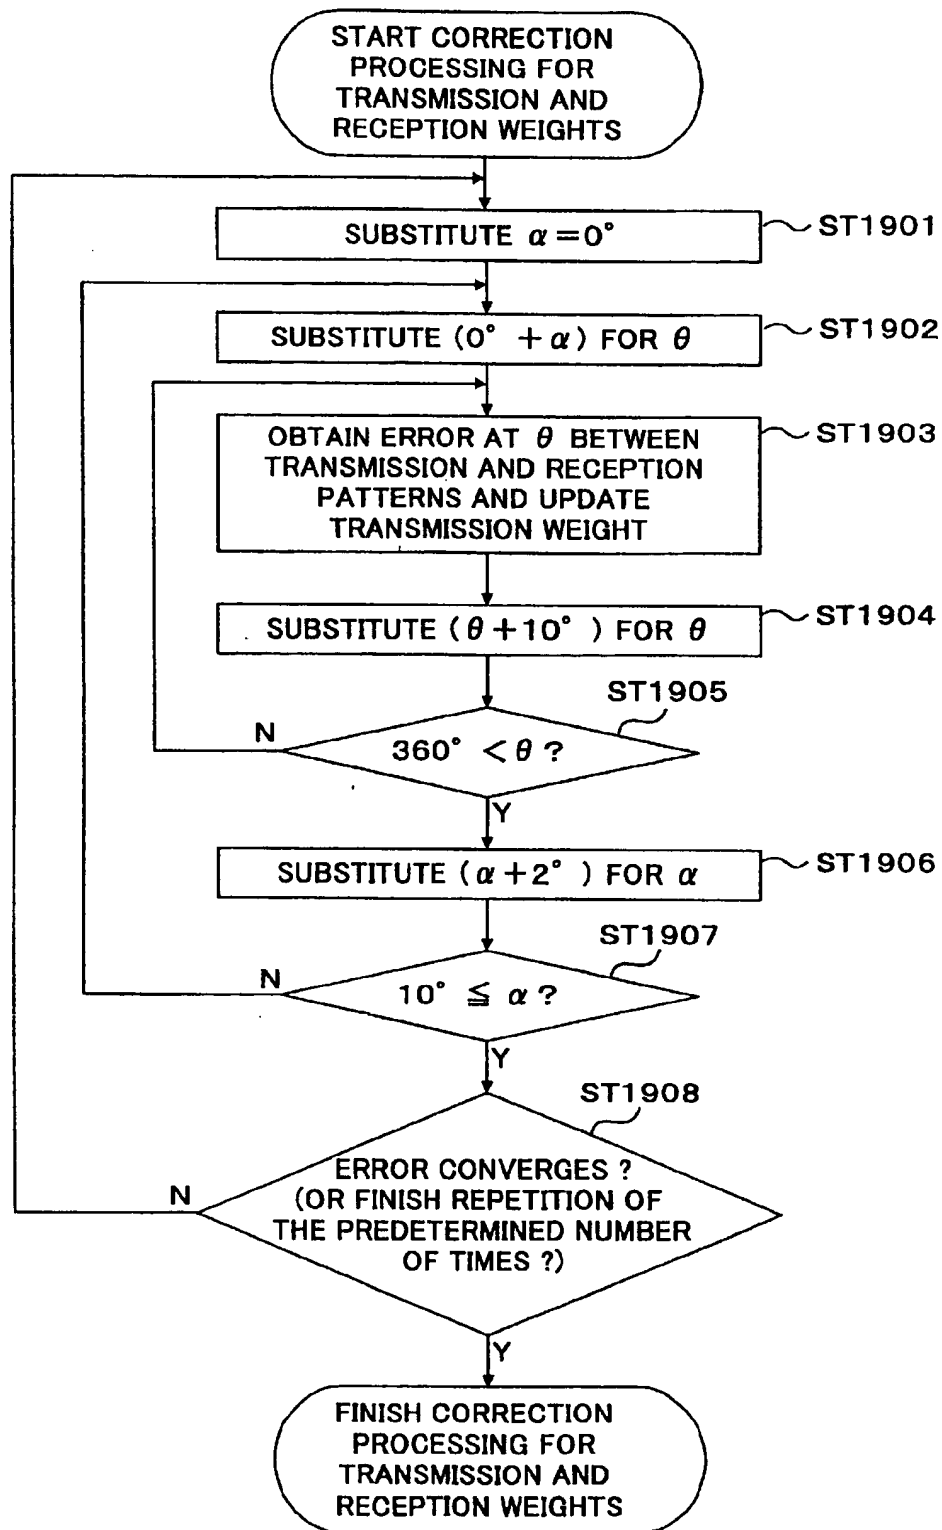 START CORRECTION
PROCESSING FOR
TRANSMISSION AND
RECEPTION WEIGHTS
SUBSTITUTE α=0°
ST1901
SUBSTITUTE (0° +α) FOR θ
ST1902
OBTAIN ERROR AT θ BETWEEN
TRANSMISSION AND RECEPTION
PATTERNS AND UPDATE
TRANSMISSION WEIGHT
ST1903
SUBSTITUTE (θ+10° ) FOR θ
ST1904
ST1905
N
360° <θ?
Y
SUBSTITUTE (α+2° ) FOR α
ST1906
ST1907
N
10° ≦ α?
Y
ST1908
N
ERROR CONVERGES ?
(OR FINISH REPETITION OF
THE PREDETERMINED NUMBER
OF TIMES ?)
Y
FINISH CORRECTION
PROCESSING FOR
TRANSMISSION AND
RECEPTION WEIGHTS